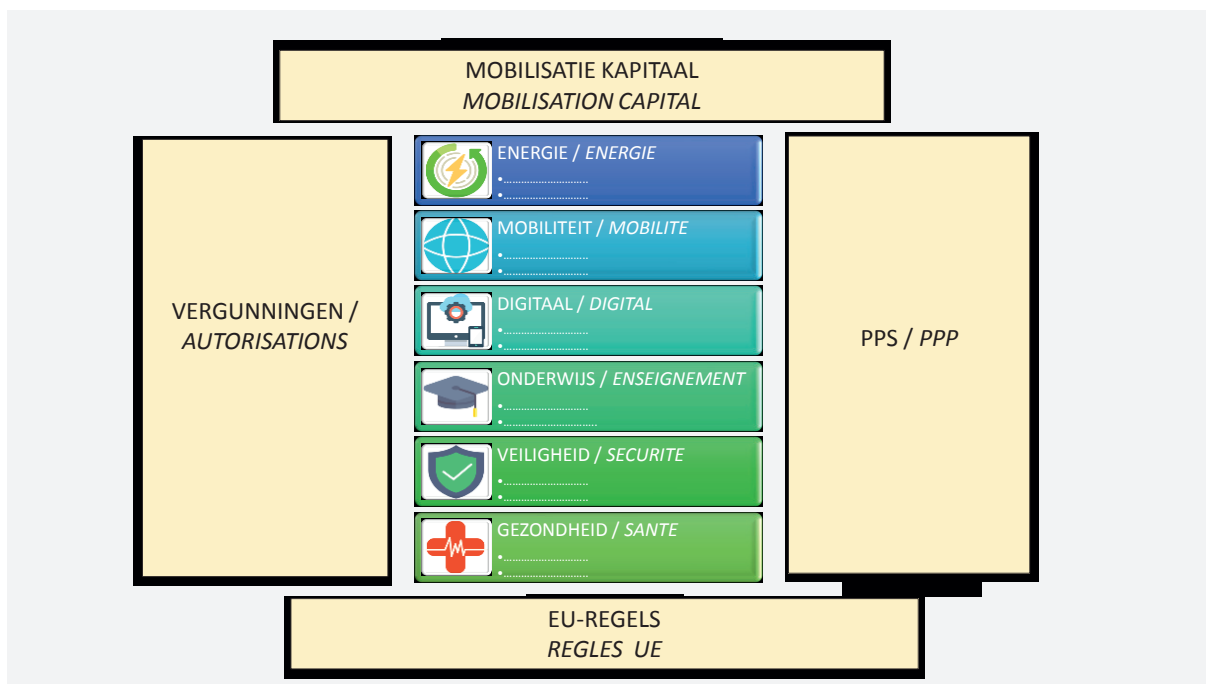 MOBILISATIE KAPITAAL
MOBILISATION CAPITAL
VERGUNNINGEN /
AUTORISATIONS
ENERGIE / ENERGIE
•............................
•............................
MOBILITEIT / MOBILITE
•............................
•............................
DIGITAAL / DIGITAL
•............................
•............................
ONDERWIJS / ENSEIGNEMENT
•............................
•...............................
VEILIGHEID / SECURITE
•............................
•............................
GEZONDHEID / SANTE
•............................
•............................
PPS / PPP
EU-REGELS
REGLES UE